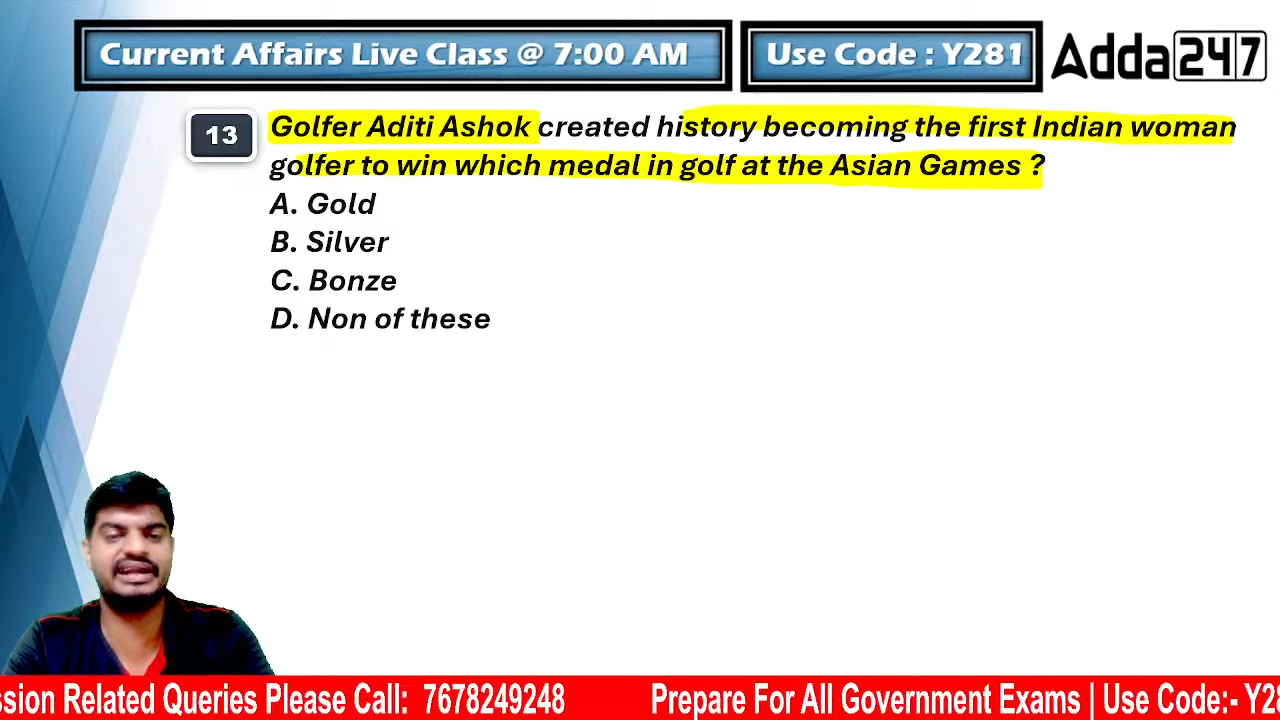 Current Affairs Live Class @ 7:00 AM
Use Code : Y281
Adda247
13
Golfer Aditi Ashok created history becoming the first Indian woman
golfer to win which medal in golf at the Asian Games ?
A. Gold
B. Silver
C. Bonze
D. Non of these
ssion Related Queries Please Call: 7678249248
Prepare For All Government Exams | Use Code:- Y28